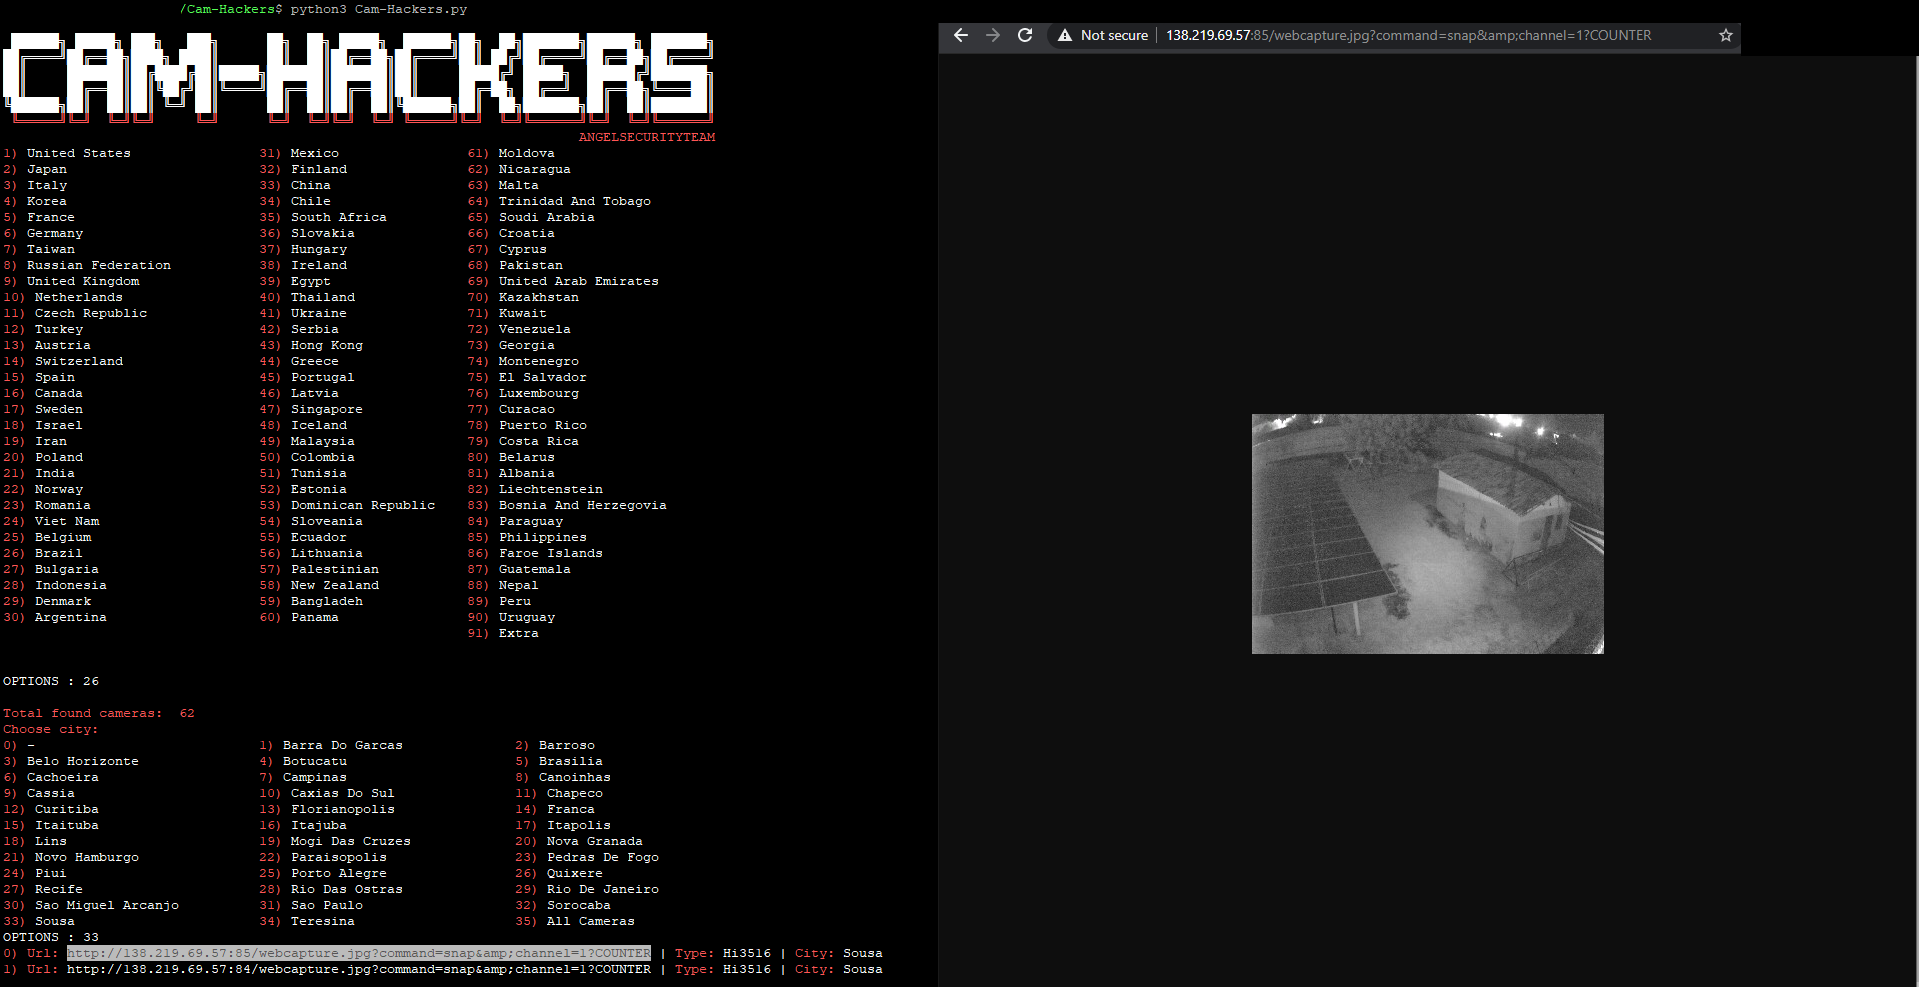 /Cam-Hackers$ python3 Cam-Hackers.py
CAM-HACKERS
ANGELSECURITYTEAM
1) United States 31) Mexico 61) Moldova
2) Japan 32) Finland 62) Nicaragua
3) Italy 33) China 63) Malta
4) Korea 34) Chile 64) Trinidad And Tobago
5) France 35) South Africa 65) Soudi Arabia
6) Germany 36) Slovakia 66) Croatia
7) Taiwan 37) Hungary 67) Cyprus
8) Russian Federation 38) Ireland 68) Pakistan
9) United Kingdom 39) Egypt 69) United Arab Emirates
10) Netherlands 40) Thailand 70) Kazakhstan
11) Czech Republic 41) Ukraine 71) Kuwait
12) Turkey 42) Serbia 72) Venezuela
13) Austria 43) Hong Kong 73) Georgia
14) Switzerland 44) Greece 74) Montenegro
15) Spain 45) Portugal 75) El Salvador
16) Canada 46) Latvia 76) Luxembourg
17) Sweden 47) Singapore 77) Curacao
18) Israel 48) Iceland 78) Puerto Rico
19) Iran 49) Malaysia 79) Costa Rica
20) Poland 50) Colombia 80) Belarus
21) India 51) Tunisia 81) Albania
22) Norway 52) Estonia 82) Liechtenstein
23) Romania 53) Dominican Republic 83) Bosnia And Herzegovia
24) Viet Nam 54) Sloveania 84) Paraguay
25) Belgium 55) Ecuador 85) Philippines
26) Brazil 56) Lithuania 86) Faroe Islands
27) Bulgaria 57) Palestinian 87) Guatemala
28) Indonesia 58) New Zealand 88) Nepal
29) Denmark 59) Bangladeh 89) Peru
30) Argentina 60) Panama 90) Uruguay
91) Extra
OPTIONS : 26
Total found cameras: 62
Choose city:
0) - 1) Barra Do Garcas 2) Barroso
3) Belo Horizonte 4) Botucatu 5) Brasilia
6) Cachoeira 7) Campinas 8) Canoinhas
9) Cassia 10) Caxias Do Sul 11) Chapeco
12) Curitiba 13) Florianopolis 14) Franca
15) Itaituba 16) Itajuba 17) Itapolis
18) Lins 19) Mogi Das Cruzes 20) Nova Granada
21) Novo Hamburgo 22) Paraisopolis 23) Pedras De Fogo
24) Piui 25) Porto Alegre 26) Quixere
27) Recife 28) Rio Das Ostras 29) Rio De Janeiro
30) Sao Miguel Arcanjo 31) Sao Paulo 32) Sorocaba
33) Sousa 34) Teresina 35) All Cameras
OPTIONS : 33
0) Url: http://138.219.69.57:85/webcapture.jpg?command=snap&amp;channel=1?COUNTER | Type: Hi3516 | City: Sousa
1) Url: http://138.219.69.57:84/webcapture.jpg?command=snap&amp;channel=1?COUNTER | Type: Hi3516 | City: Sousa
Not secure | 138.219.69.57:85/webcapture.jpg?command=snap&amp;channel=1?COUNTER